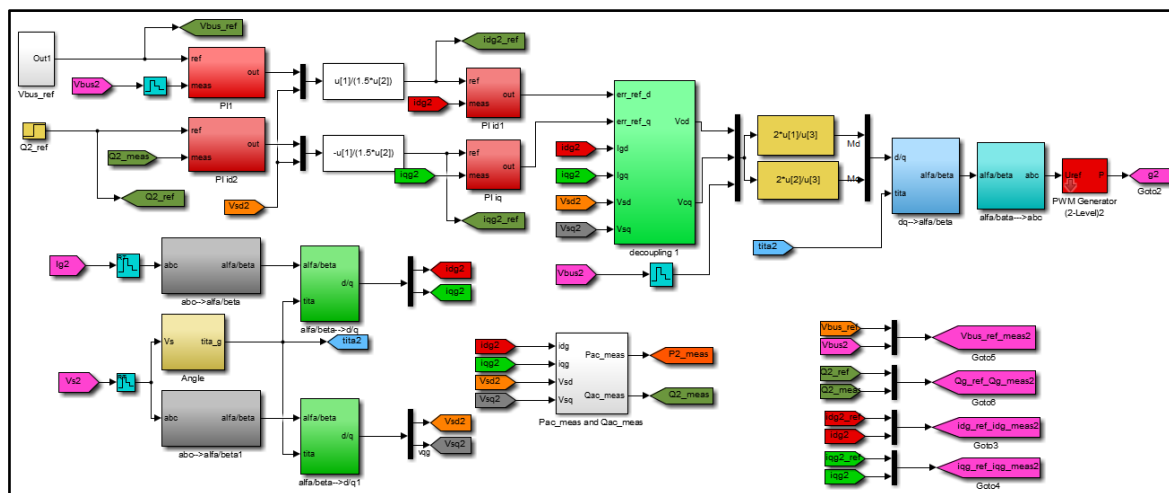 Vbus_ref
Out1
Vbus_ref
Vbus2
ref
meas
out
PI1
u[1]/(1.5*u[2])
idg2_ref
ref
meas
out
idg2
PI id1
Q2_ref
Q2_meas
ref
meas
out
PI id2
Q2_ref
Vsd2
-u[1]/(1.5*u[2])
iqg2
ref
meas
out
PI iq
iqg2_ref
err_ref_d
err_ref_q
Igd
Igq
Vsd
Vsq
Vcd
Vcq
decoupling 1
idg2
iqg2
Vsd2
Vsq2
Vbus2
2*u[1]/u[3]
Md
2*u[2]/u[3]
tita2
d/q
alfa/beta
tita
dq-->alfa/beta
alfa/beta
abc
alfa/bata--->abc
Uref
P
PWM Generator
(2-Level)2
g2
Goto2
Ig2
abc
alfa/beta
abc-->alfa/beta
alfa/beta
d/q
tita
alfa/beta-->d/q
idg2
iqg2
Vs2
Vs
tita_g
Angle
tita2
abc
alfa/beta
abc-->alfa/beta1
alfa/beta
d/q
tita
alfa/beta-->d/q1
Vsd2
Vsq2
vqg
idg2
iqg2
Vsd2
Vsq2
idg
iqg
Vsd
Vsq
Pac_meas
Qac_meas
Pac_meas and Qac_meas
P2_meas
Q2_meas
Vbus_ref
Vbus2
Vbus_ref_meas2
Goto5
Q2_ref
Q2_meas
Qg_ref_Qg_meas2
Goto6
idg2_ref
idg2
idg_ref_idg_meas2
Goto3
iqg2_ref
iqg2
iqg_ref_iqg_meas2
Goto4